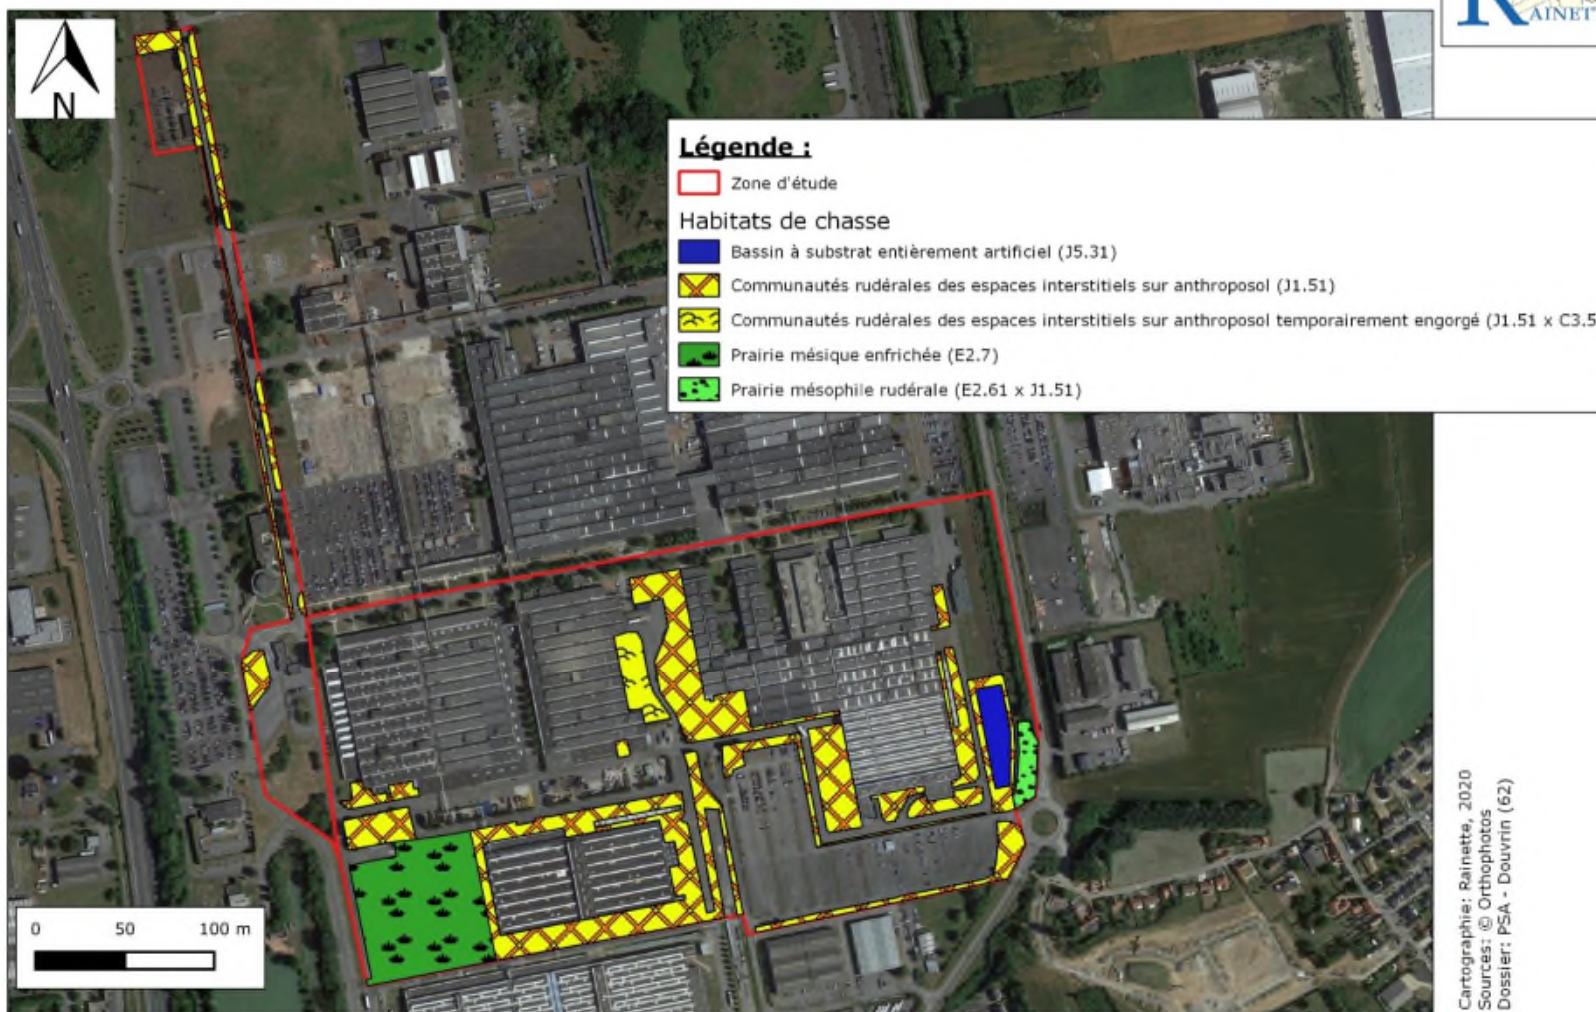 N
AINET
Légende :
Zone d'étude
Habitats de chasse
Bassin à substrat entièrement artificiel (J5.31)
Communautés rudérales des espaces interstitiels sur anthroposol (J1.51)
Communautés rudérales des espaces interstitiels sur anthroposol temporairement engorgé (J1.51 x C3.5
Prairie mésique enfrichée (E2.7)
Prairie mésophile rudérale (E2.61 x J1.51)
0 50 100 m
Cartographie: Rainette, 2020
Sources: © Orthophotos
Dossier: PSA - Douvrin (62)